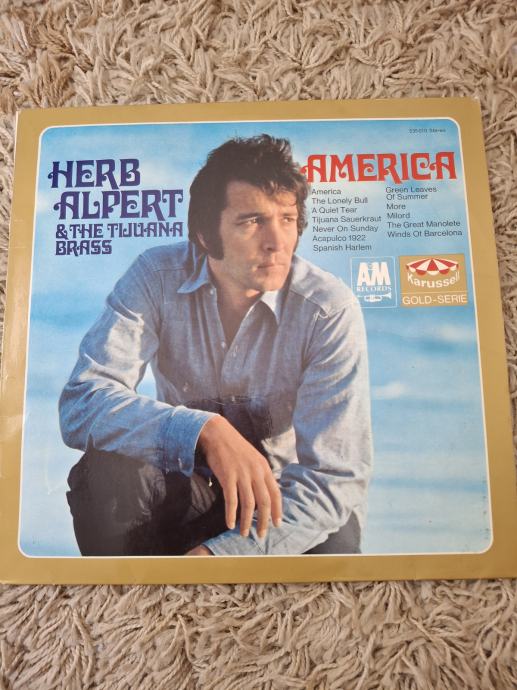 535 010 Stereo
HERB
ALPERT
& THE TIJUANA
BRASS
AMERICA
America
The Lonely Bull
A Quiet Tear
Tijuana Sauerkraut
Never On Sunday
Acapulco 1922
Spanish Harlem
Green Leaves
Of Summer
More
Milord
The Great Manolete
Winds Of Barcelona
A&M
RECORDS
Karussell
GOLD-SERIE